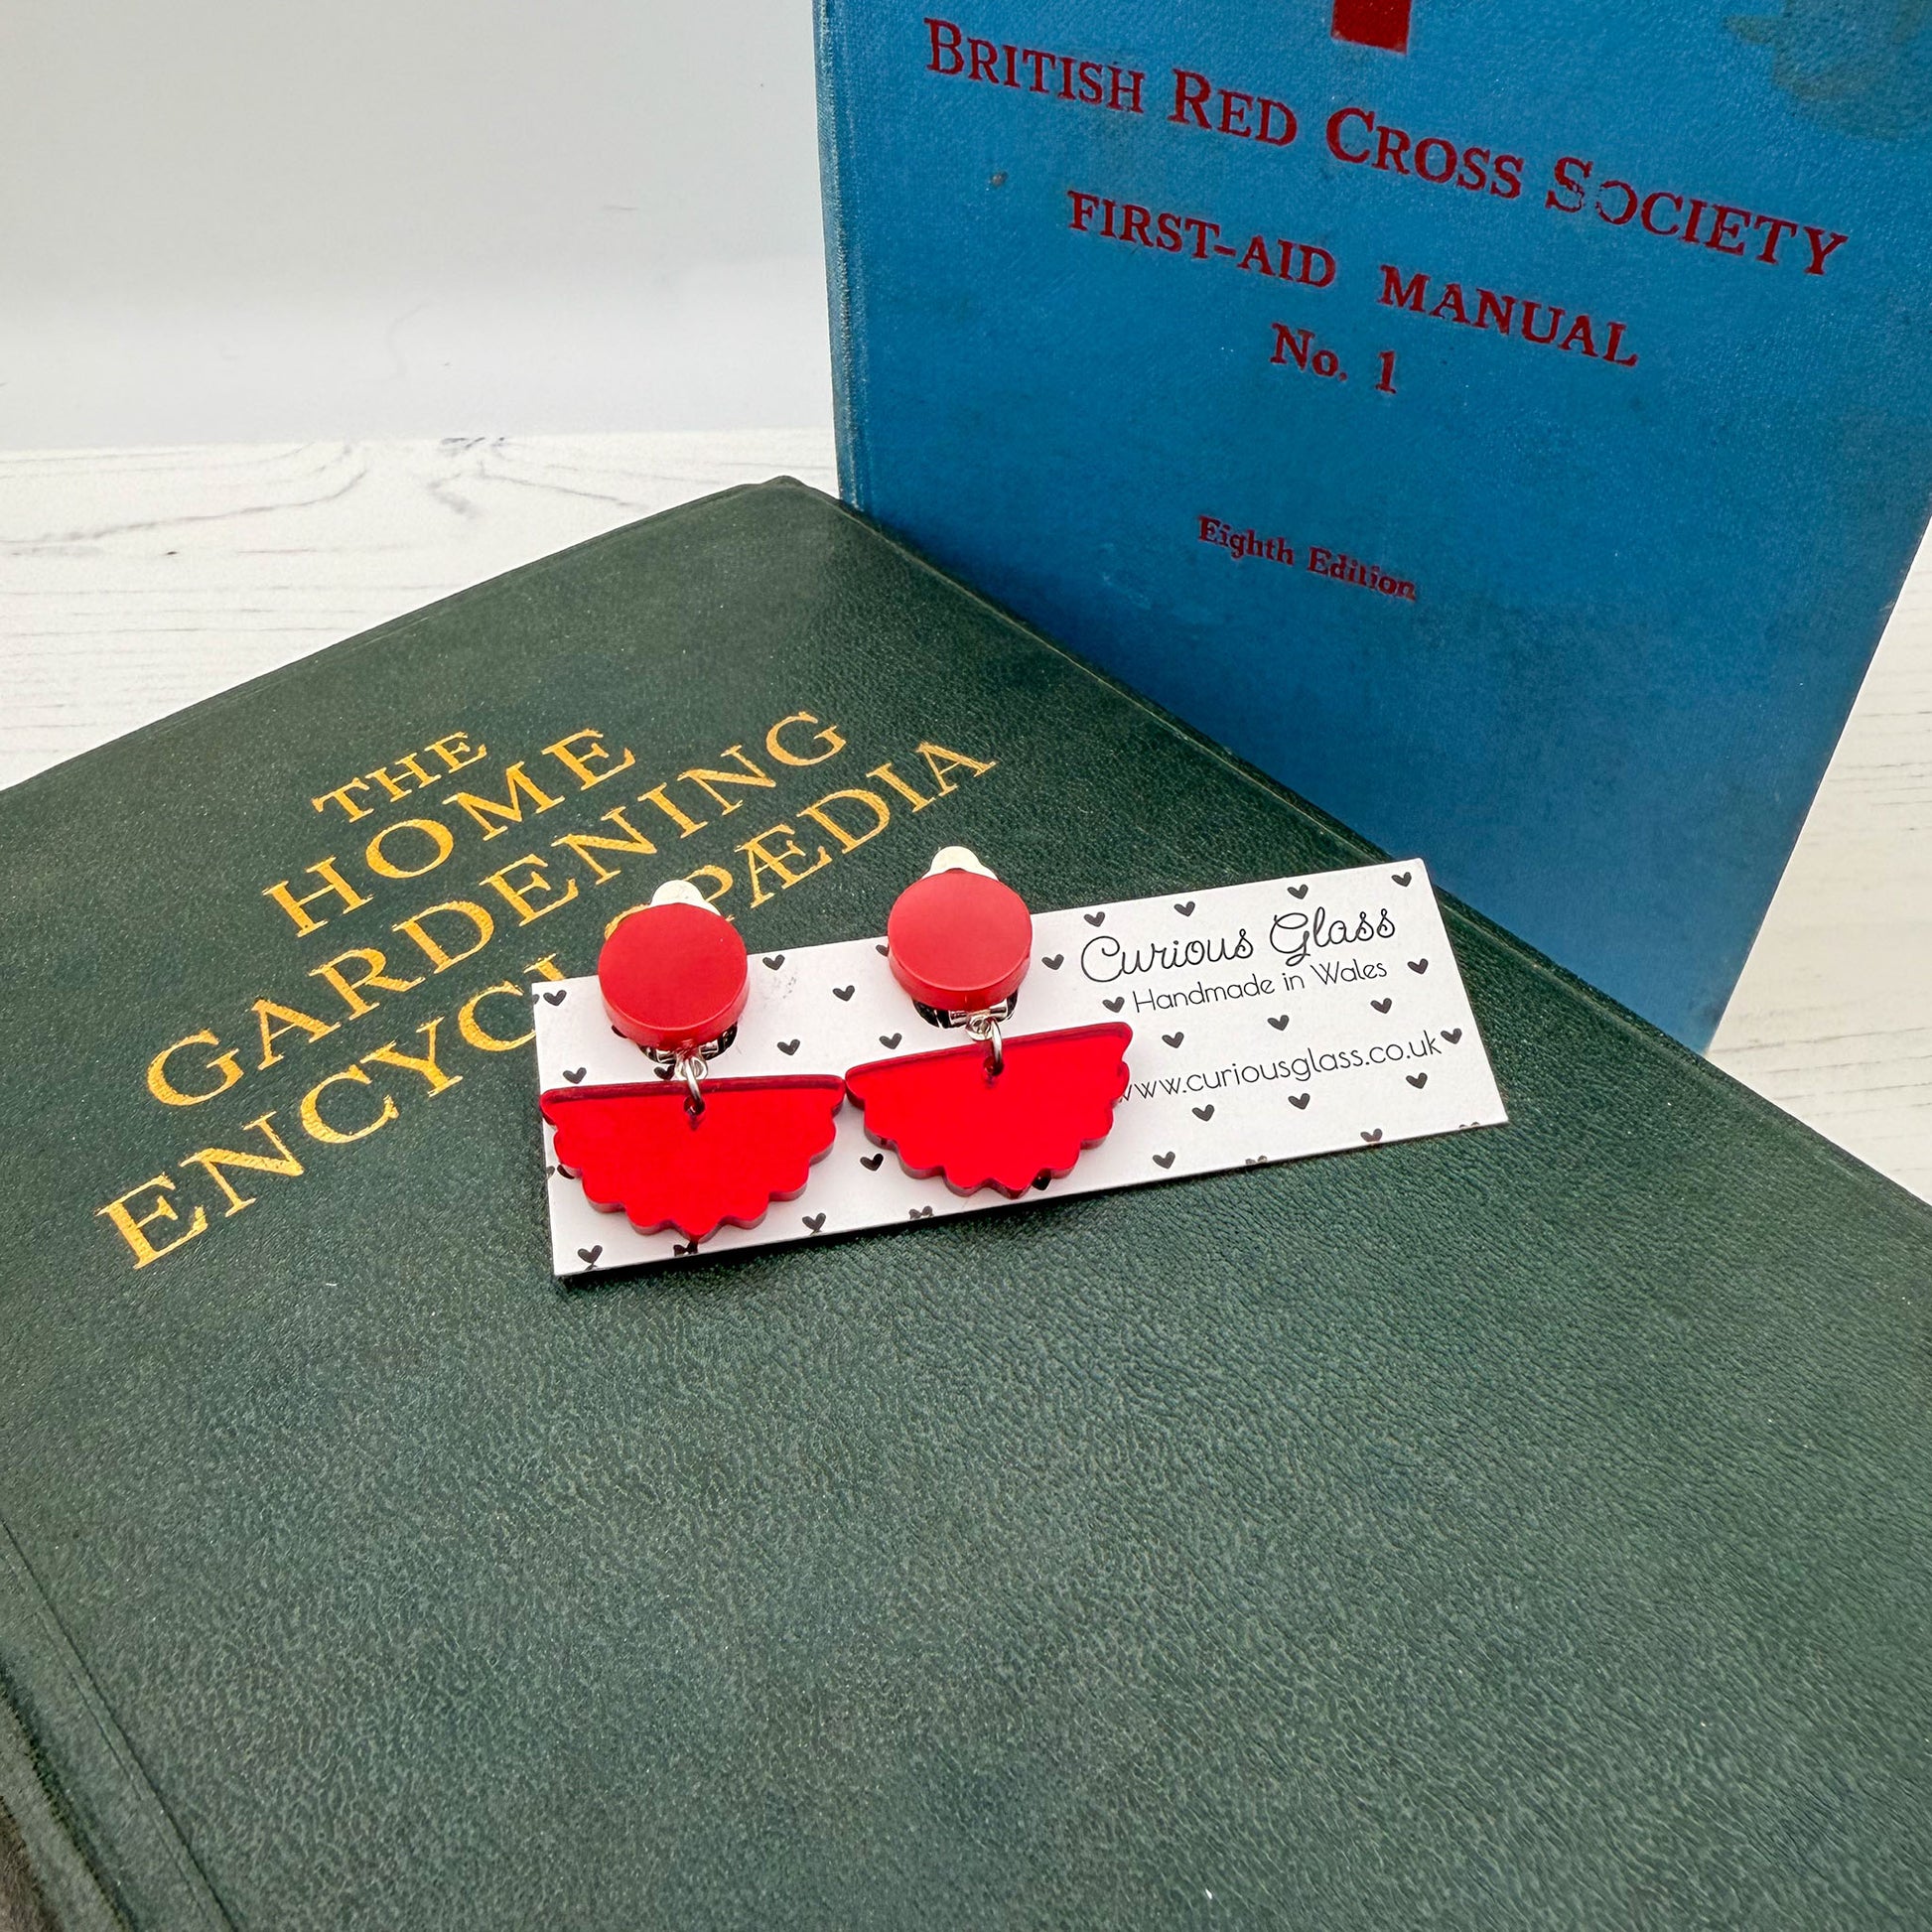 BRITISH RED CROSS SOCIETY
FIRST-AID MANUAL
No. 1
Eighth Edition
THE
HOME
GARDENING
Curious Glass
Handmade in Wales
www.curiousglass.co.uk